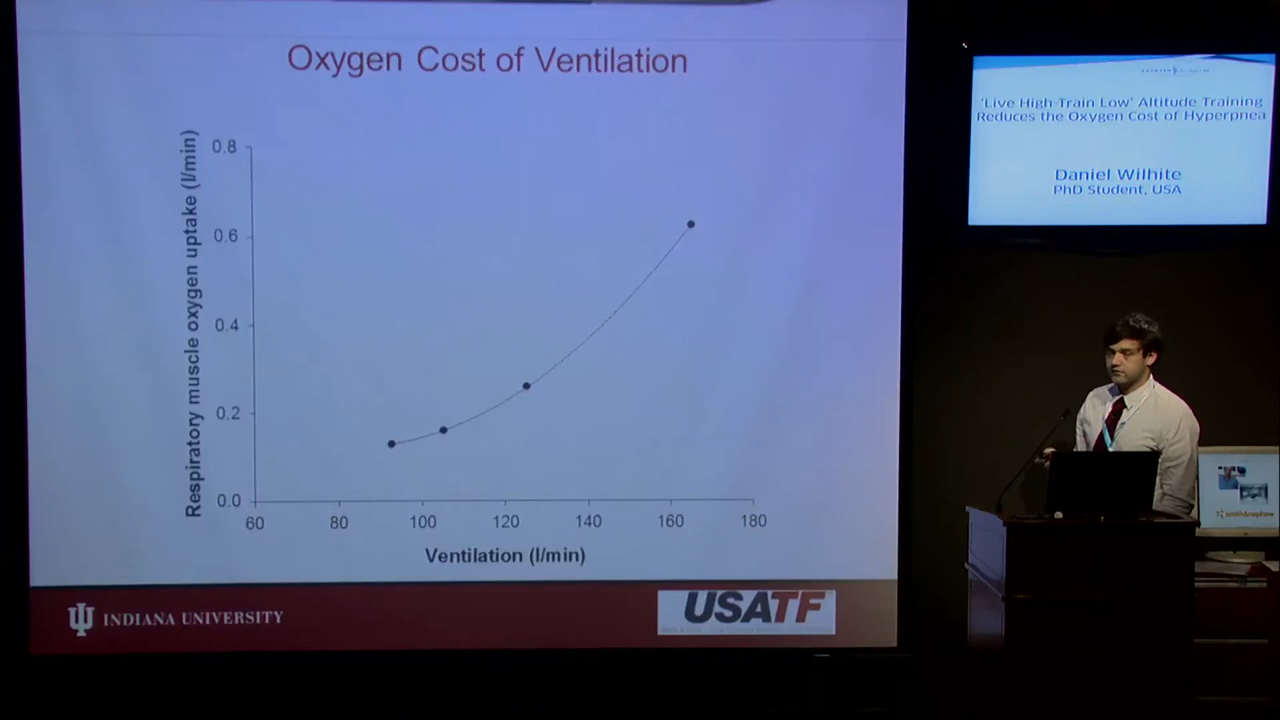 Oxygen Cost of Ventilation
Respiratory muscle oxygen uptake (l/min)
0.8
0.6
0.4
0.2
0.0
60 80 100 120 140 160 180
Ventilation (l/min)
INDIANA UNIVERSITY
USATF
'Live High-Train Low' Altitude Training
Reduces the Oxygen Cost of Hyperpnea
Daniel Wilhite
PhD Student, USA
smith&nephew